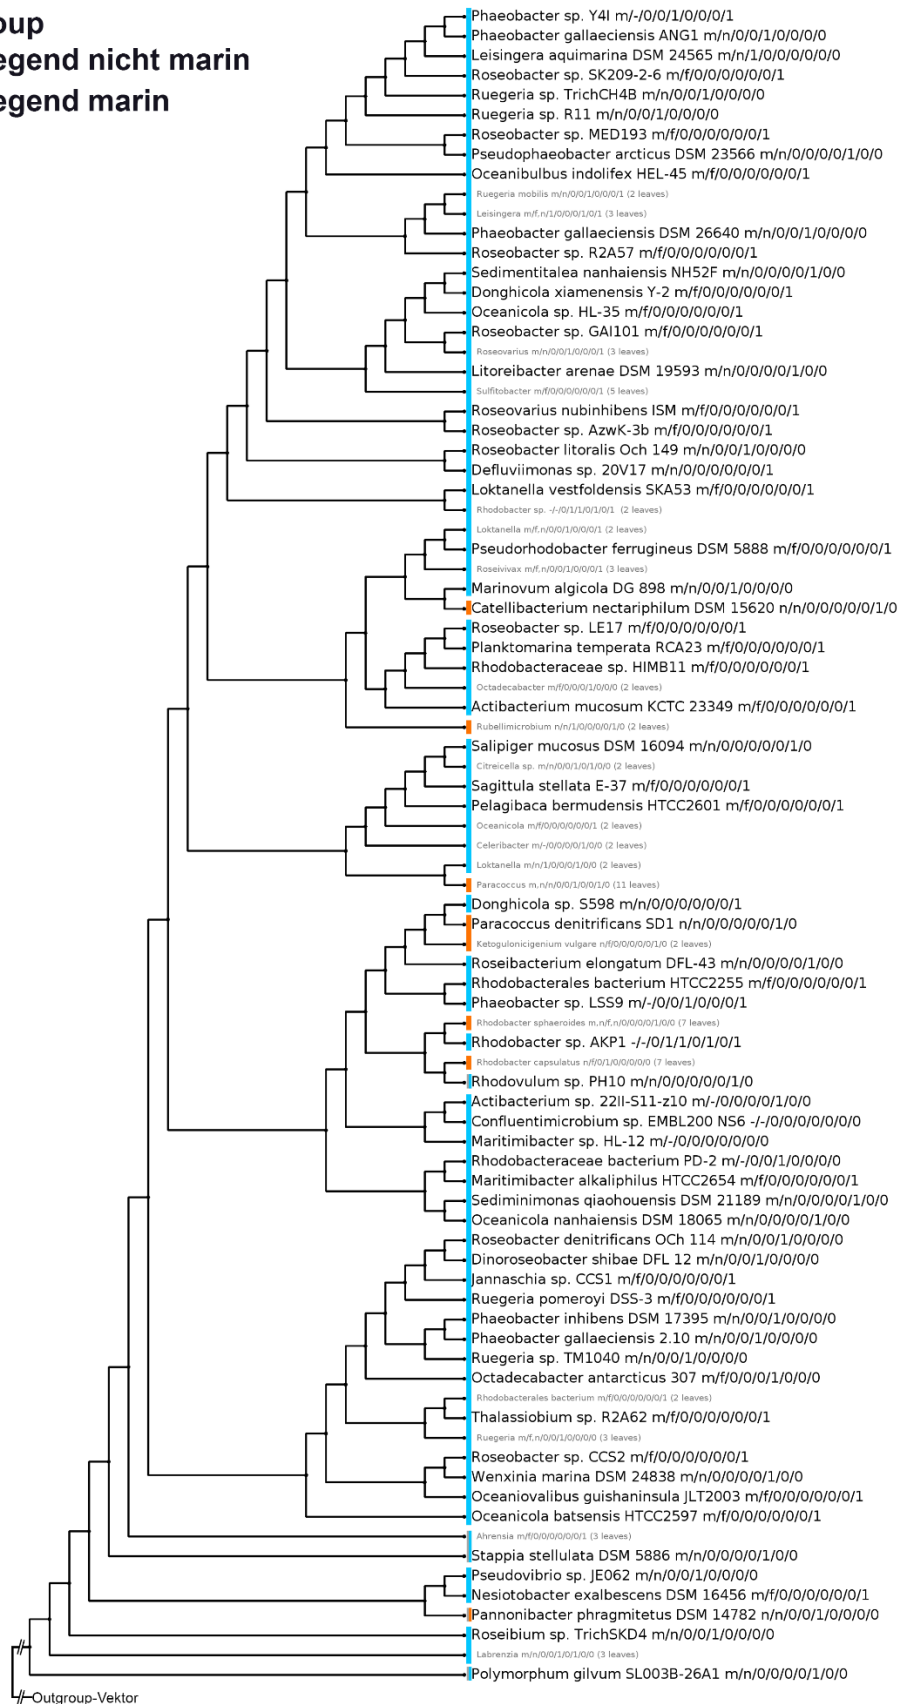 oup
egend nicht marin
egend marin
Phaeobacter sp. Y4I m/-/0/0/1/0/0/0/1
Phaeobacter gallaeciensis ANG1 m/n/0/0/1/0/0/0/0
Leisingera aquimarina DSM 24565 m/n/1/0/0/0/0/0/0
Roseobacter sp. SK209-2-6 m/f/0/0/0/0/0/0/1
Ruegeria sp. TrichCH4B m/n/0/0/1/0/0/0/0
Ruegeria sp. R11 m/n/0/0/1/0/0/0/0
Roseobacter sp. MED193 m/f/0/0/0/0/0/0/1
Pseudophaeobacter arcticus DSM 23566 m/n/0/0/0/0/1/0/0
Oceanibulbus indolifex HEL-45 m/f/0/0/0/0/0/0/1
Ruegeria mobilis m/n/0/0/1/0/0/0/1 (2 leaves)
Leisingera m/f,n/1/0/0/0/1/0/1 (3 leaves)
Phaeobacter gallaeciensis DSM 26640 m/n/0/0/1/0/0/0/0
Roseobacter sp. R2A57 m/f/0/0/0/0/0/0/1
Sedimentitalea nanhaiensis NH52F m/n/0/0/0/0/1/0/0
Donghicola xiamenensis Y-2 m/f/0/0/0/0/0/0/1
Oceanicola sp. HL-35 m/f/0/0/0/0/0/0/1
Roseobacter sp. GAI101 m/f/0/0/0/0/0/0/1
Roseovarius m/n/0/0/1/0/0/0/1 (3 leaves)
Litoreibacter arenae DSM 19593 m/n/0/0/0/0/1/0/0
Sulfitobacter m/f/0/0/0/0/0/0/1 (5 leaves)
Roseovarius nubinhibens ISM m/f/0/0/0/0/0/0/1
Roseobacter sp. AzwK-3b m/f/0/0/0/0/0/0/1
Roseobacter litoralis Och 149 m/n/0/0/1/0/0/0/0
Defluviimonas sp. 20V17 m/n/0/0/0/0/0/0/1
Loktanella vestfoldensis SKA53 m/f/0/0/0/0/0/0/1
Rhodobacter sp. -/-/0/1/1/0/1/0/1 (2 leaves)
Loktanella m/f,n/0/0/1/0/0/0/1 (2 leaves)
Pseudorhodobacter ferrugineus DSM 5888 m/f/0/0/0/0/0/0/1
Roseivivax m/f,n/0/0/1/0/0/0/1 (3 leaves)
Marinovum algicola DG 898 m/n/0/0/1/0/0/0/0
Catellibacterium nectariphilum DSM 15620 n/n/0/0/0/0/0/1/0
Roseobacter sp. LE17 m/f/0/0/0/0/0/0/1
Planktomarina temperata RCA23 m/f/0/0/0/0/0/0/1
Rhodobacteraceae sp. HIMB11 m/f/0/0/0/0/0/0/1
Octadecabacter m/f/0/0/0/1/0/0/0 (2 leaves)
Actibacterium mucosum KCTC 23349 m/f/0/0/0/0/0/0/1
Rubellimicrobium n/n/1/0/0/0/0/1/0 (2 leaves)
Salipiger mucosus DSM 16094 m/n/0/0/0/0/0/1/0
Citreicella sp. m/n/0/0/1/0/1/0/0 (2 leaves)
Sagittula stellata E-37 m/f/0/0/0/0/0/0/1
Pelagibaca bermudensis HTCC2601 m/f/0/0/0/0/0/0/1
Oceanicola m/f/0/0/0/0/0/0/1 (2 leaves)
Celeribacter m/-/0/0/0/0/1/0/0 (2 leaves)
Loktanella m/n/1/0/0/0/1/0/0 (2 leaves)
Paracoccus m,n/n/0/0/1/0/0/1/0 (11 leaves)
Donghicola sp. S598 m/n/0/0/0/0/0/0/1
Paracoccus denitrificans SD1 n/n/0/0/0/0/0/1/0
Ketogulonicigenium vulgare n/f/0/0/0/0/0/1/0 (2 leaves)
Roseibacterium elongatum DFL-43 m/n/0/0/0/0/1/0/0
Rhodobacterales bacterium HTCC2255 m/f/0/0/0/0/0/0/1
Phaeobacter sp. LSS9 m/-/0/0/1/0/0/0/1
Rhodobacter sphaeroides m,n/f,n/0/0/0/0/1/0/0 (7 leaves)
Rhodobacter sp. AKP1 -/-/0/1/1/0/1/0/1
Rhodobacter capsulatus n/f/0/1/0/0/0/0/0 (7 leaves)
Rhodovulum sp. PH10 m/n/0/0/0/0/0/1/0
Actibacterium sp. 22II-S11-z10 m/-/0/0/0/0/1/0/0
Confluentimicrobium sp. EMBL200 NS6 -/-/0/0/0/0/0/0/0
Maritimibacter sp. HL-12 m/-/0/0/0/0/0/0/0
Rhodobacteraceae bacterium PD-2 m/-/0/0/1/0/0/0/0
Maritimibacter alkaliphilus HTCC2654 m/f/0/0/0/0/0/0/1
Sediminimonas qiaohouensis DSM 21189 m/n/0/0/0/0/1/0/0
Oceanicola nanhaiensis DSM 18065 m/n/0/0/0/0/1/0/0
Roseobacter denitrificans OCh 114 m/n/0/0/1/0/0/0/0
Dinoroseobacter shibae DFL 12 m/n/0/0/1/0/0/0/0
Jannaschia sp. CCS1 m/f/0/0/0/0/0/0/1
Ruegeria pomeroyi DSS-3 m/f/0/0/0/0/0/0/1
Phaeobacter inhibens DSM 17395 m/n/0/0/1/0/0/0/0
Phaeobacter gallaeciensis 2.10 m/n/0/0/1/0/0/0/0
Ruegeria sp. TM1040 m/n/0/0/1/0/0/0/0
Octadecabacter antarcticus 307 m/f/0/0/0/1/0/0/0
Rhodobacterales bacterium m/f/0/0/0/0/0/0/1 (2 leaves)
Thalassiobium sp. R2A62 m/f/0/0/0/0/0/0/1
Ruegeria m/f,n/0/0/1/0/0/0/0 (3 leaves)
Roseobacter sp. CCS2 m/f/0/0/0/0/0/0/1
Wenxinia marina DSM 24838 m/n/0/0/0/0/1/0/0
Oceaniovalibus guishaninsula JLT2003 m/f/0/0/0/0/0/0/1
Oceanicola batsensis HTCC2597 m/f/0/0/0/0/0/0/1
Ahrensia m/f/0/0/0/0/0/0/1 (3 leaves)
Stappia stellulata DSM 5886 m/n/0/0/0/0/1/0/0
Pseudovibrio sp. JE062 m/n/0/0/1/0/0/0/0
Nesiotobacter exalbescens DSM 16456 m/f/0/0/0/0/0/0/1
Pannonibacter phragmitetus DSM 14782 n/n/0/0/1/0/0/0/0
Roseibium sp. TrichSKD4 m/n/0/0/1/0/0/0/0
Labrenzia m/n/0/0/1/0/1/0/0 (3 leaves)
Polymorphum gilvum SL003B-26A1 m/n/0/0/0/0/1/0/0
Outgroup-Vektor